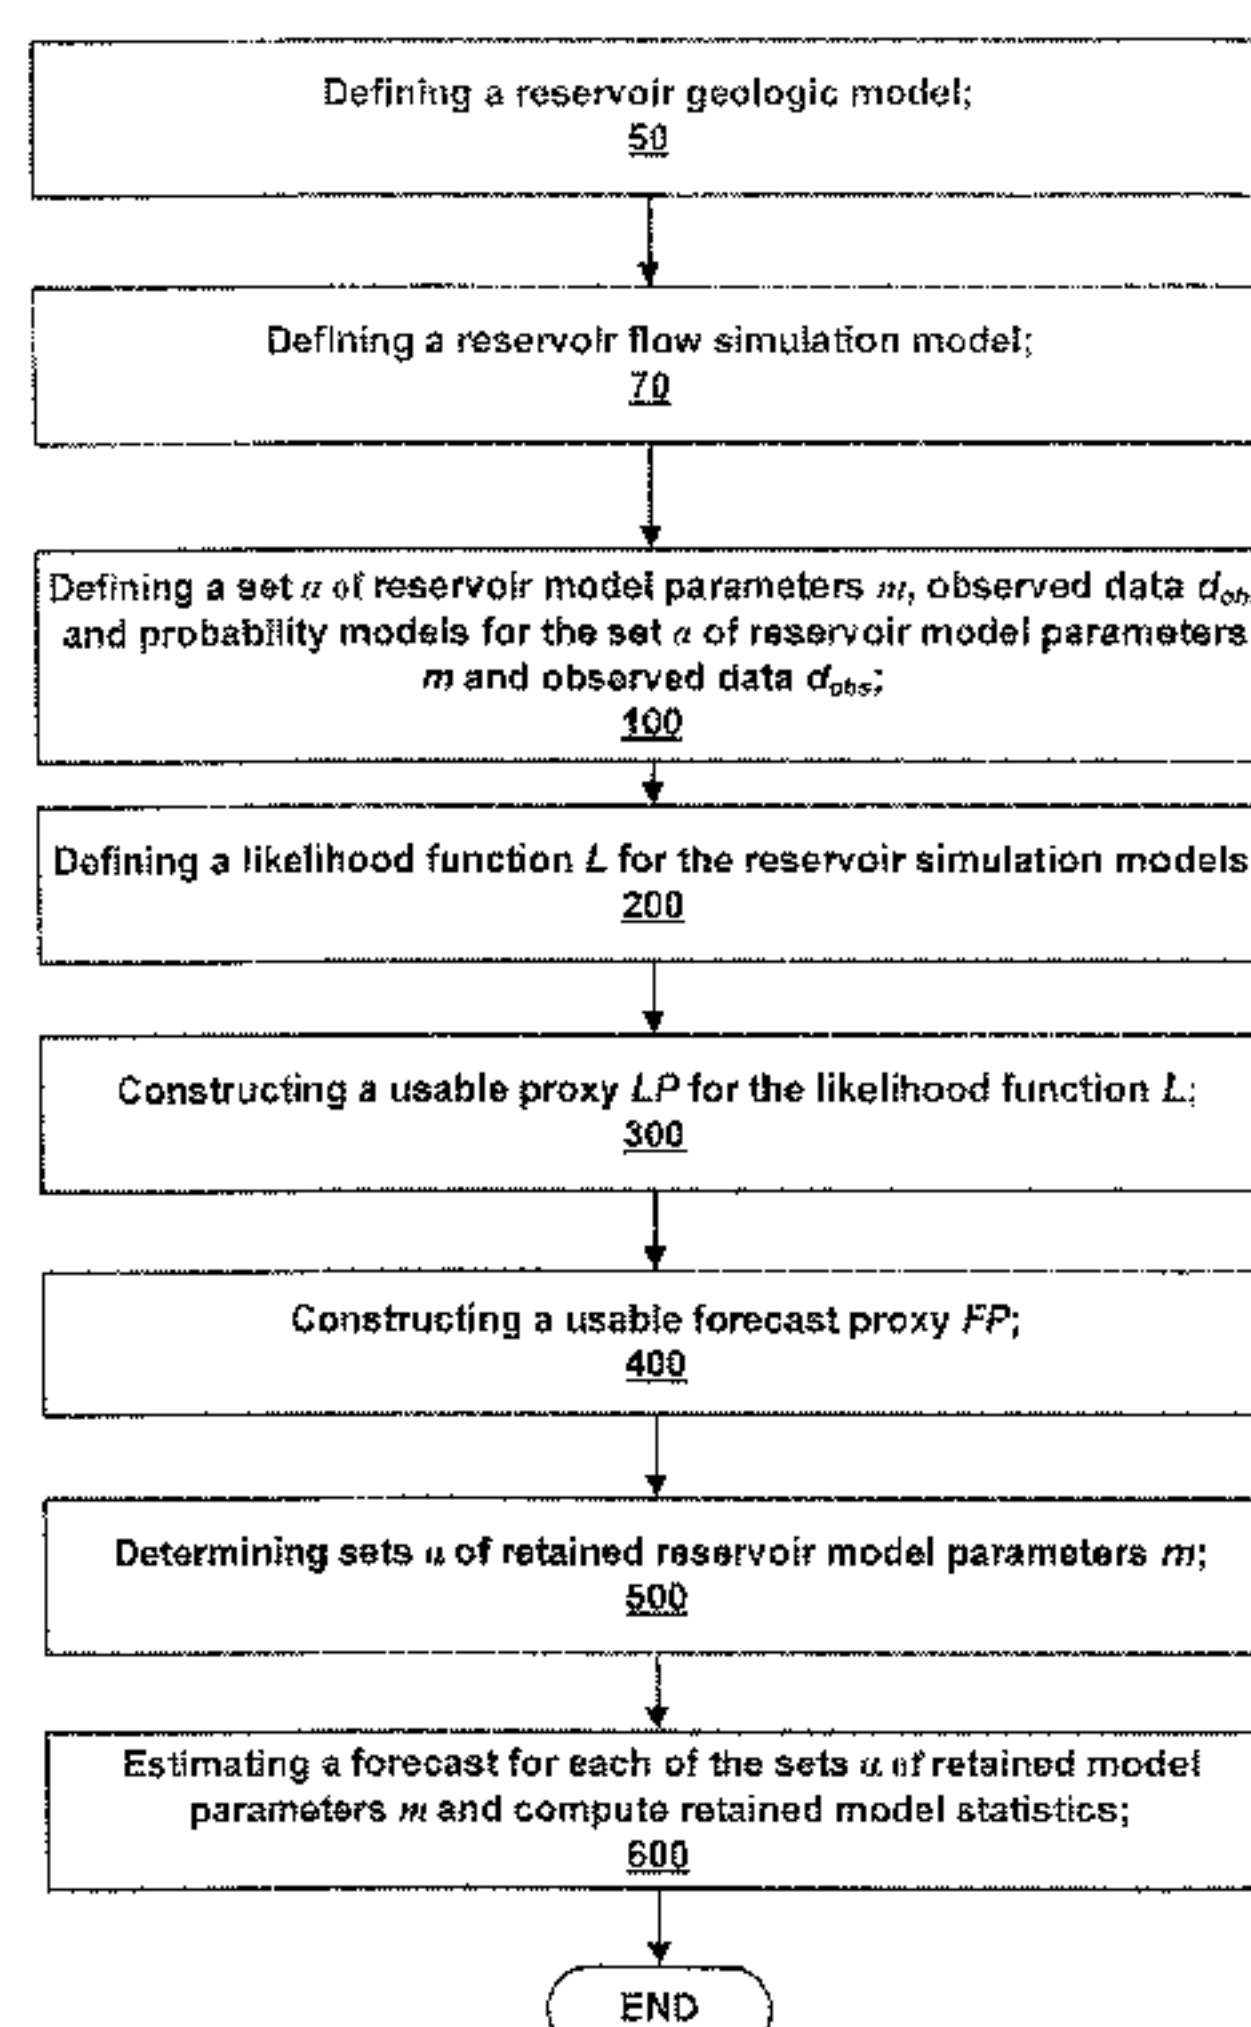 Defining a reservoir geologic model;
50
Defining a reservoir flow simulation model;
70
Defining a set α of reservoir model parameters m, observed data
and probability models for the set α of reservoir model parameters
m and observed data dobs;
100
Defining a likelihood function L for the reservoir simulation models
200
Constructing a usable proxy LP for the likelihood function L;
300
Constructing a usable forecast proxy FP;
400
Determining sets α of retained reservoir model parameters m;
500
Estimating a forecast for each of the sets α of retained model
parameters m and compute retained model statistics;
600
END